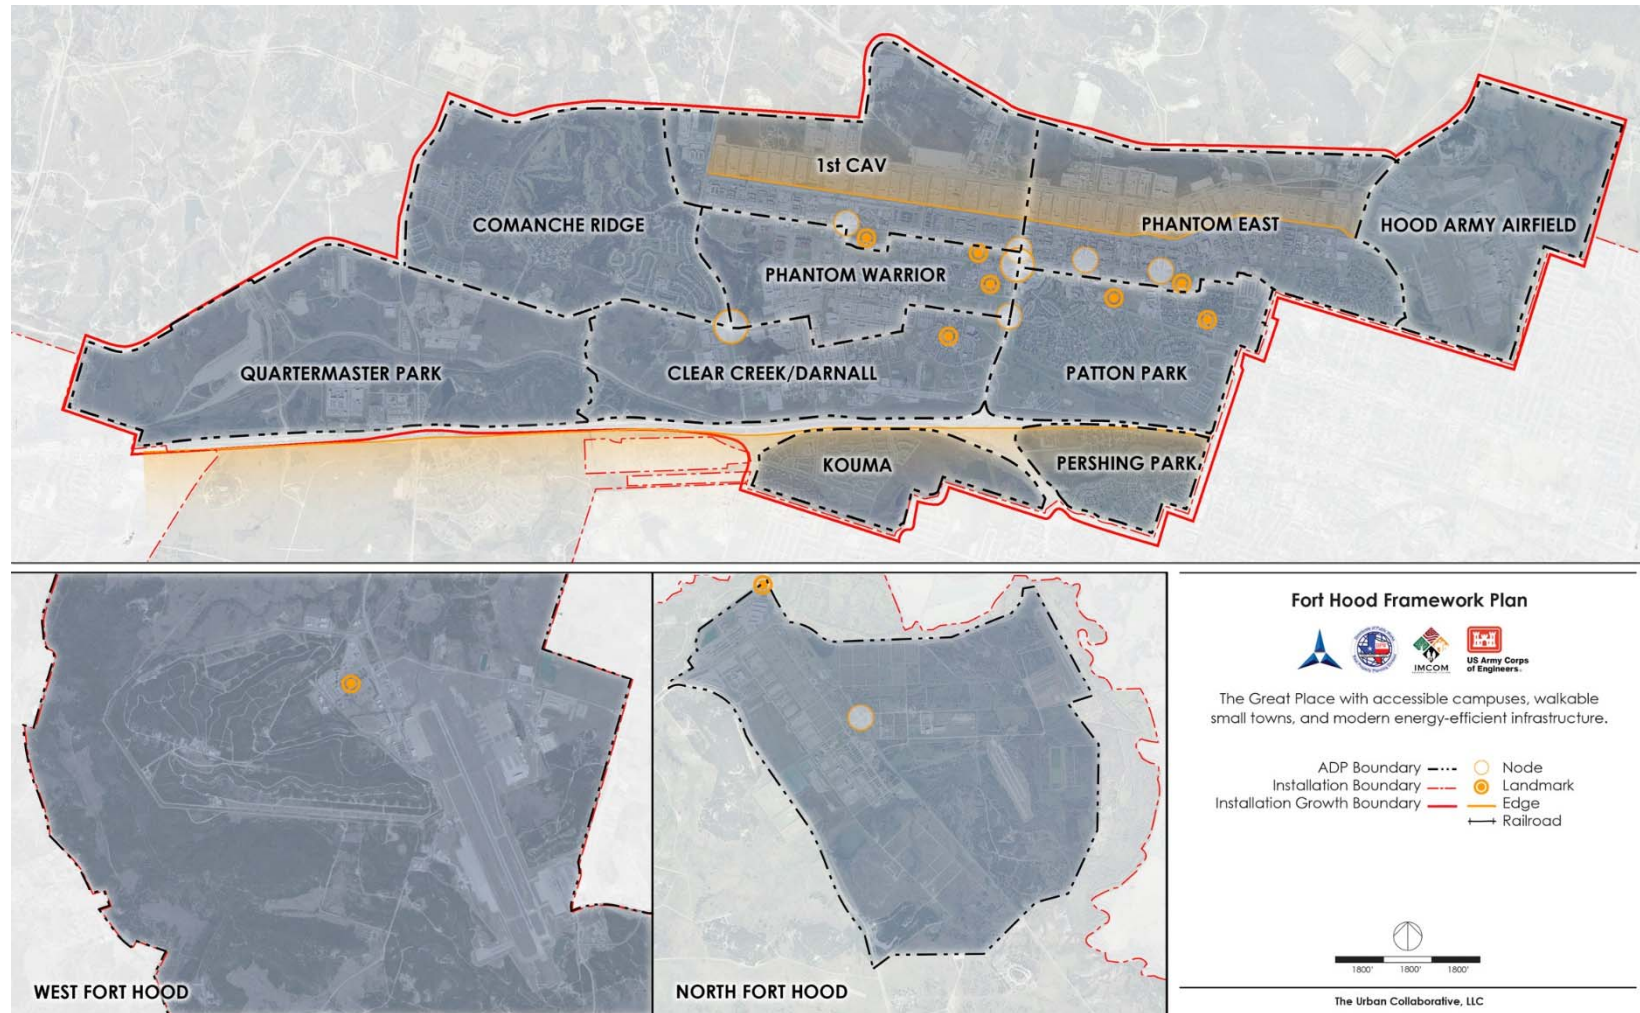 1st CAV
COMANCHE RIDGE
PHANTOM EAST
HOOD ARMY AIRFIELD
PHANTOM WARRIOR
QUARTERMASTER PARK
CLEAR CREEK/DARNALL
PATTON PARK
KOUMA
PERSHING PARK
WEST FORT HOOD
NORTH FORT HOOD
Fort Hood Framework Plan
IMCOM
US Army Corps
of Engineers
The Great Place with accessible campuses, walkable
small towns, and modern energy-efficient infrastructure.
ADP Boundary
Node
Installation Boundary
Landmark
Installation Growth Boundary
Edge
Railroad
1800' 1800' 1800'
The Urban Collaborative, LLC